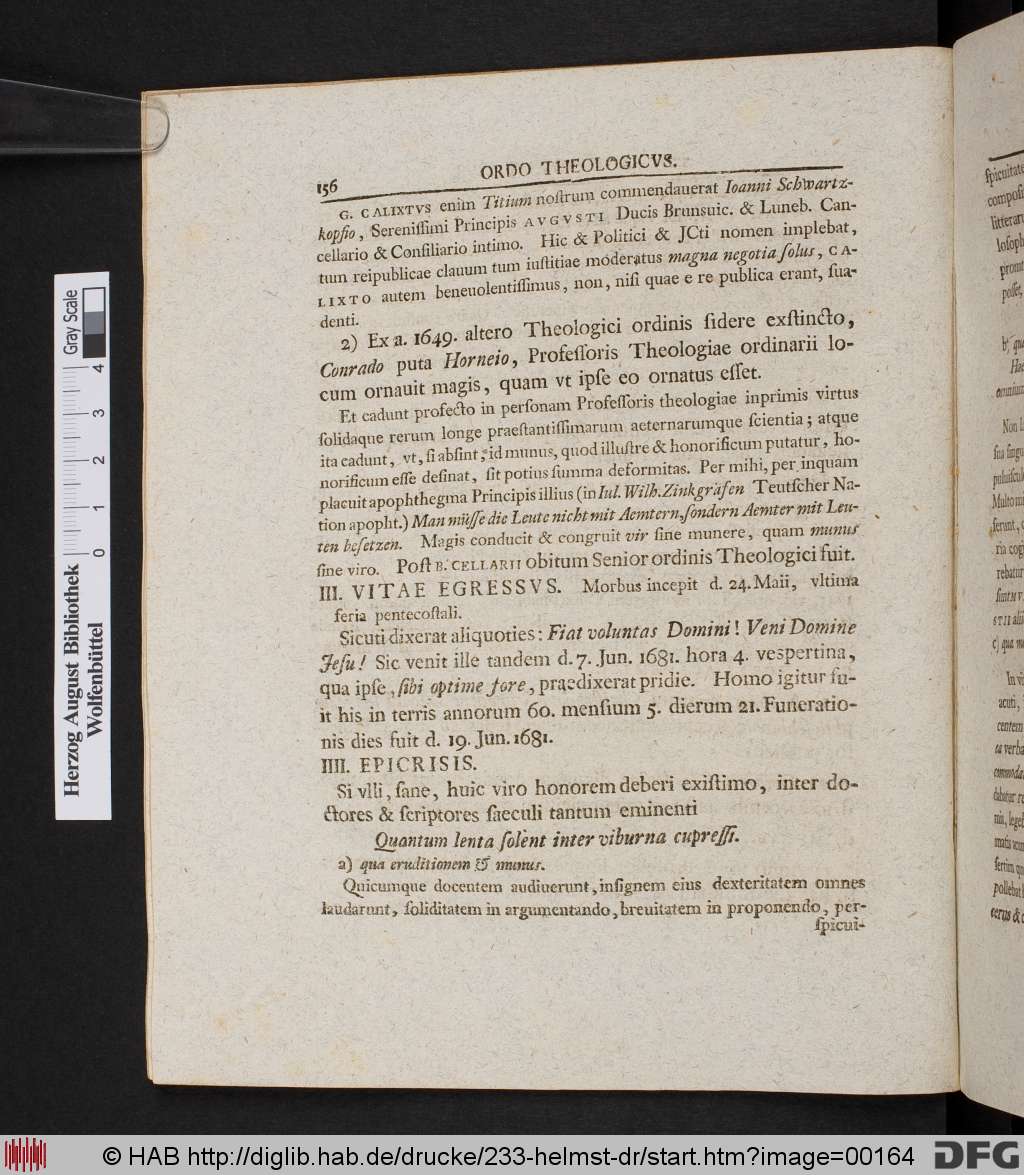 156
ORDO THEOLOGICVS.
G. CALIXTVS enim Titium nostrum commendauerat Ioanni Schwartz-
kopfio, Serenissimi Principis AVGVSTI Ducis Brunsuic. & Luneb. Can-
cellario & Consiliario intimo. Hic & Politici & JCti nomen implebat,
tum reipublicae clauum tum iustitiae moderatus magna negotia solus, CA-
LIXTO autem beneuolentissimus, non, nisi quae e re publica erant, sua-
denti.
2) Ex a. 1649. altero Theologici ordinis sidere exstincto,
Conrado puta Horneio, Professoris Theologiae ordinarii lo-
cum ornauit magis, quam vt ipse eo ornatus esset.
Et cadunt profecto in personam Professoris theologiae inprimis virtus
solidaque rerum longe praestantissimarum aeternarumque scientia; atque
ita cadunt, vt, si absint, id munus, quod illustre & honorificum putatur, ho-
norificum esse desinat, sit potius summa deformitas. Per mihi, per inquam
placuit apophthegma Principis illius (in Iul. Wilh. Zinkgräfen Teutscher Na-
tion apopht.) Man müsse die Leute nicht mit Aemtern, sondern Aemter mit Leu-
ten besetzen. Magis conducit & congruit vir sine munere, quam munus
sine viro. Post B. CELLARII obitum Senior ordinis Theologici fuit.
III. VITAE EGRESSVS. Morbus incepit d. 24. Maii, vltima
feria pentecostali.
Sicuti dixerat aliquoties: Fiat voluntas Domini! Veni Domine
Jesu! Sic venit ille tandem d. 7. Jun. 1681. hora 4. vespertina,
qua ipse, sibi optime fore, praedixerat pridie. Homo igitur fu-
it his in terris annorum 60. mensium 5. dierum 21. Funeratio-
nis dies fuit d. 19. Jun. 1681.
IIII. EPICRISIS.
Si vlli, sane, huic viro honorem deberi existimo, inter do-
ctores & scriptores saeculi tantum eminenti
Quantum lenta solent inter viburna cupressi.
a) qua eruditionem & munus.
Quicumque docentem audiuerunt, insignem eius dexteritatem omnes
laudarunt, soliditatem in argumentando, breuitatem in proponendo, per-
spicui-
Herzog August Bibliothek
Wolfenbüttel
0 1 2 3 4
Gray Scale
© HAB http://diglib.hab.de/drucke/233-helmst-dr/start.htm?image=00164
DFG